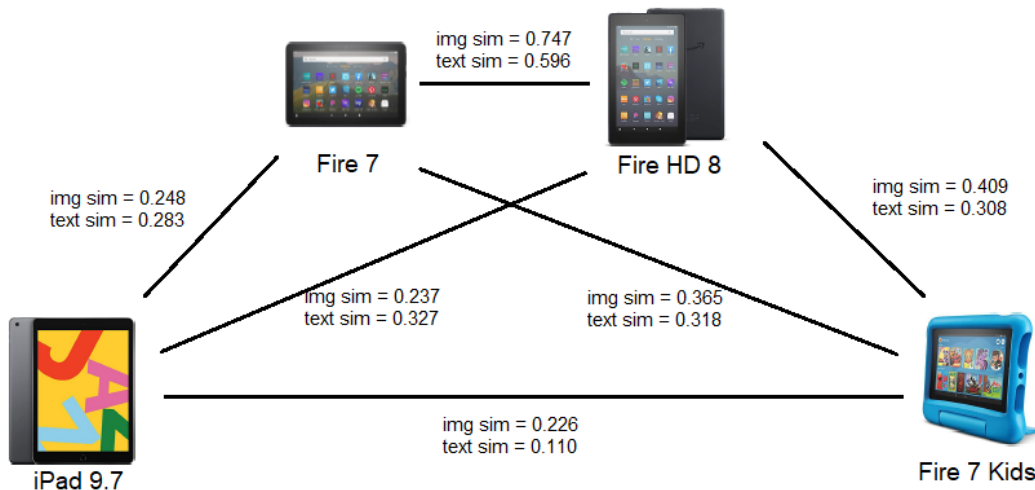 img sim = 0.747
text sim = 0.596
Fire 7
Fire HD 8
img sim = 0.248
text sim = 0.283
img sim = 0.409
text sim = 0.308
img sim = 0.237
text sim = 0.327
img sim = 0.365
text sim = 0.318
img sim = 0.226
text sim = 0.110
iPad 9.7
Fire 7 Kids